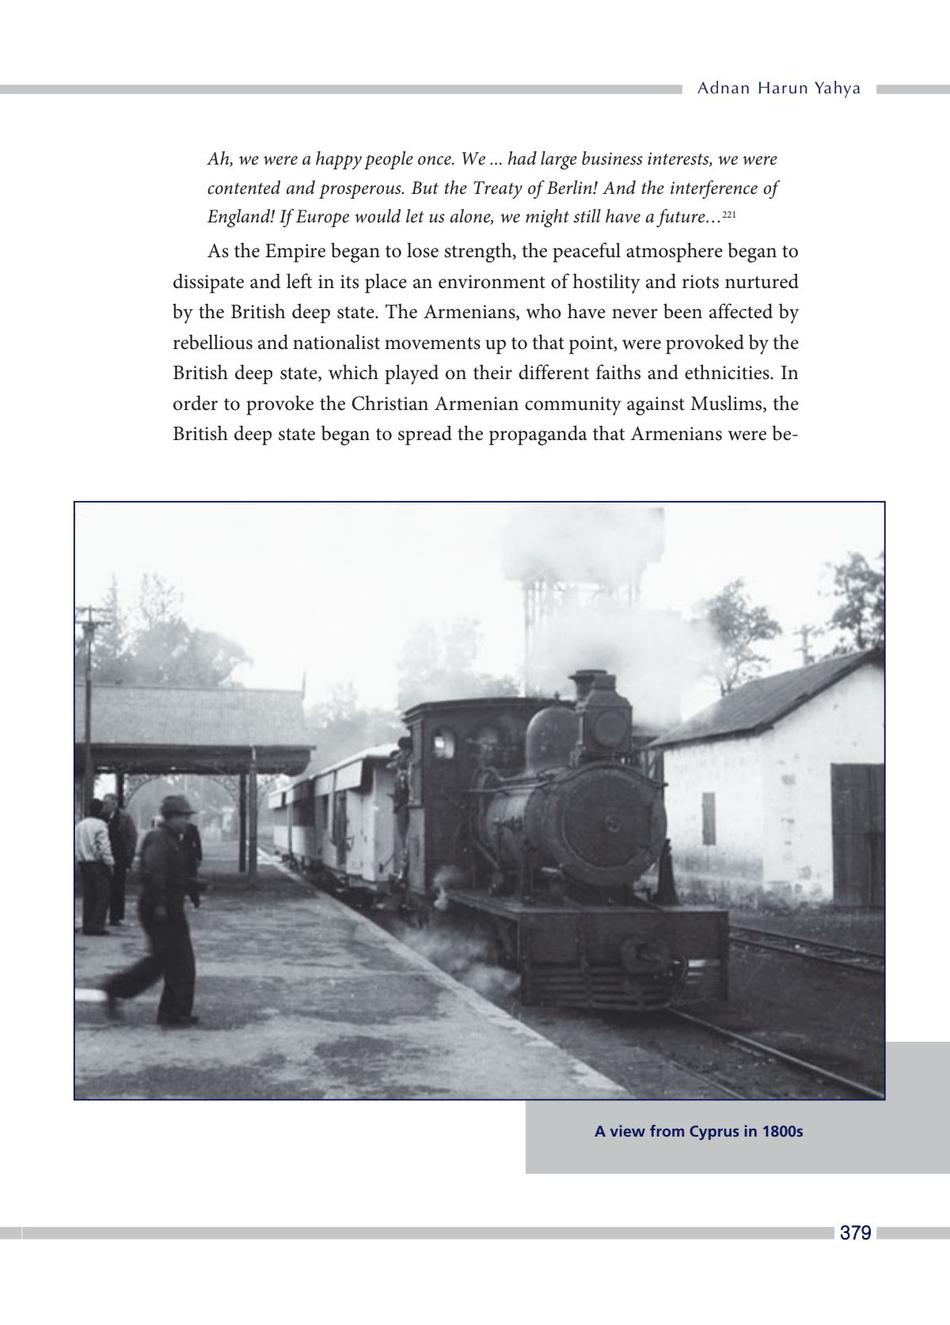 Adnan Harun Yahya
Ah, we were a happy people once. We ... had large business interests, we were
contented and prosperous. But the Treaty of Berlin! And the interference of
England! If Europe would let us alone, we might still have a future…221
As the Empire began to lose strength, the peaceful atmosphere began to
dissipate and left in its place an environment of hostility and riots nurtured
by the British deep state. The Armenians, who have never been affected by
rebellious and nationalist movements up to that point, were provoked by the
British deep state, which played on their different faiths and ethnicities. In
order to provoke the Christian Armenian community against Muslims, the
British deep state began to spread the propaganda that Armenians were be-
A view from Cyprus in 1800s
379